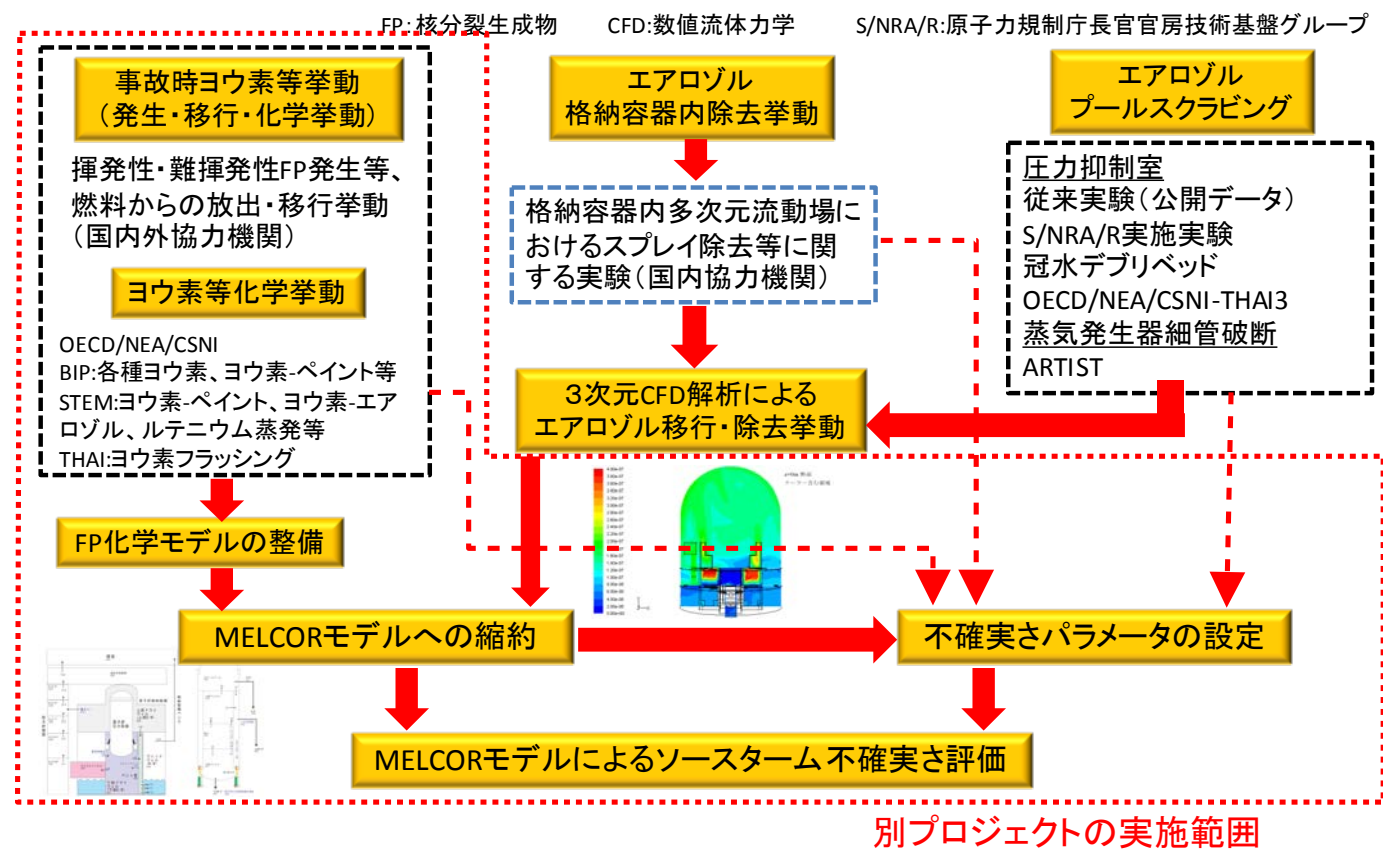 FP:核分裂生成物 CFD:数値流体力学 S/NRA/R:原子力規制庁長官官房技術基盤グループ
事故時ヨウ素等挙動
(発生・移行・化学挙動)
揮発性・難揮発性FP発生等、
燃料からの放出・移行挙動
(国内外協力機関)
ヨウ素等化学挙動
OECD/NEA/CSNI
BIP:各種ヨウ素、ヨウ素-ペイント等
STEM:ヨウ素-ペイント、ヨウ素-エア
ロゾル、ルテニウム蒸発等
THAI:ヨウ素フラッシング
FP化学モデルの整備
エアロゾル
格納容器内除去挙動
格納容器内多次元流動場に
おけるスプレイ除去等に関
する実験(国内協力機関)
3次元CFD解析による
エアロゾル移行・除去挙動
エアロゾル
プールスクラビング
圧力抑制室
従来実験(公開データ)
S/NRA/R実施実験
冠水デブリベッド
OECD/NEA/CSNI-THAI3
蒸気発生器細管破断
ARTIST
MELCORモデルへの縮約
不確実さパラメータの設定
MELCORモデルによるソースターム不確実さ評価
別プロジェクトの実施範囲